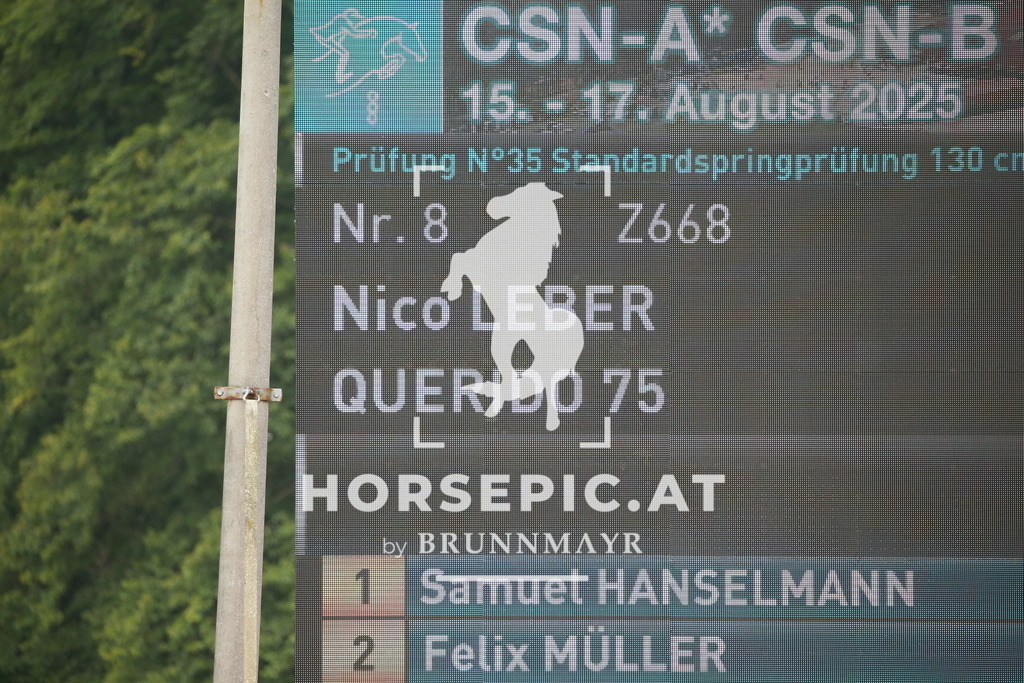 CSN-A* CSN-B
15. - 17. August 2025
Prüfung N°35 Standardspringprüfung 130 cm
Nr. 8 Z668
Nico LEBER
QUERIDO 75
HORSEPIC.AT
by BRUNNMAYR
1 Samuel HANSELMANN
2 Felix MÜLLER